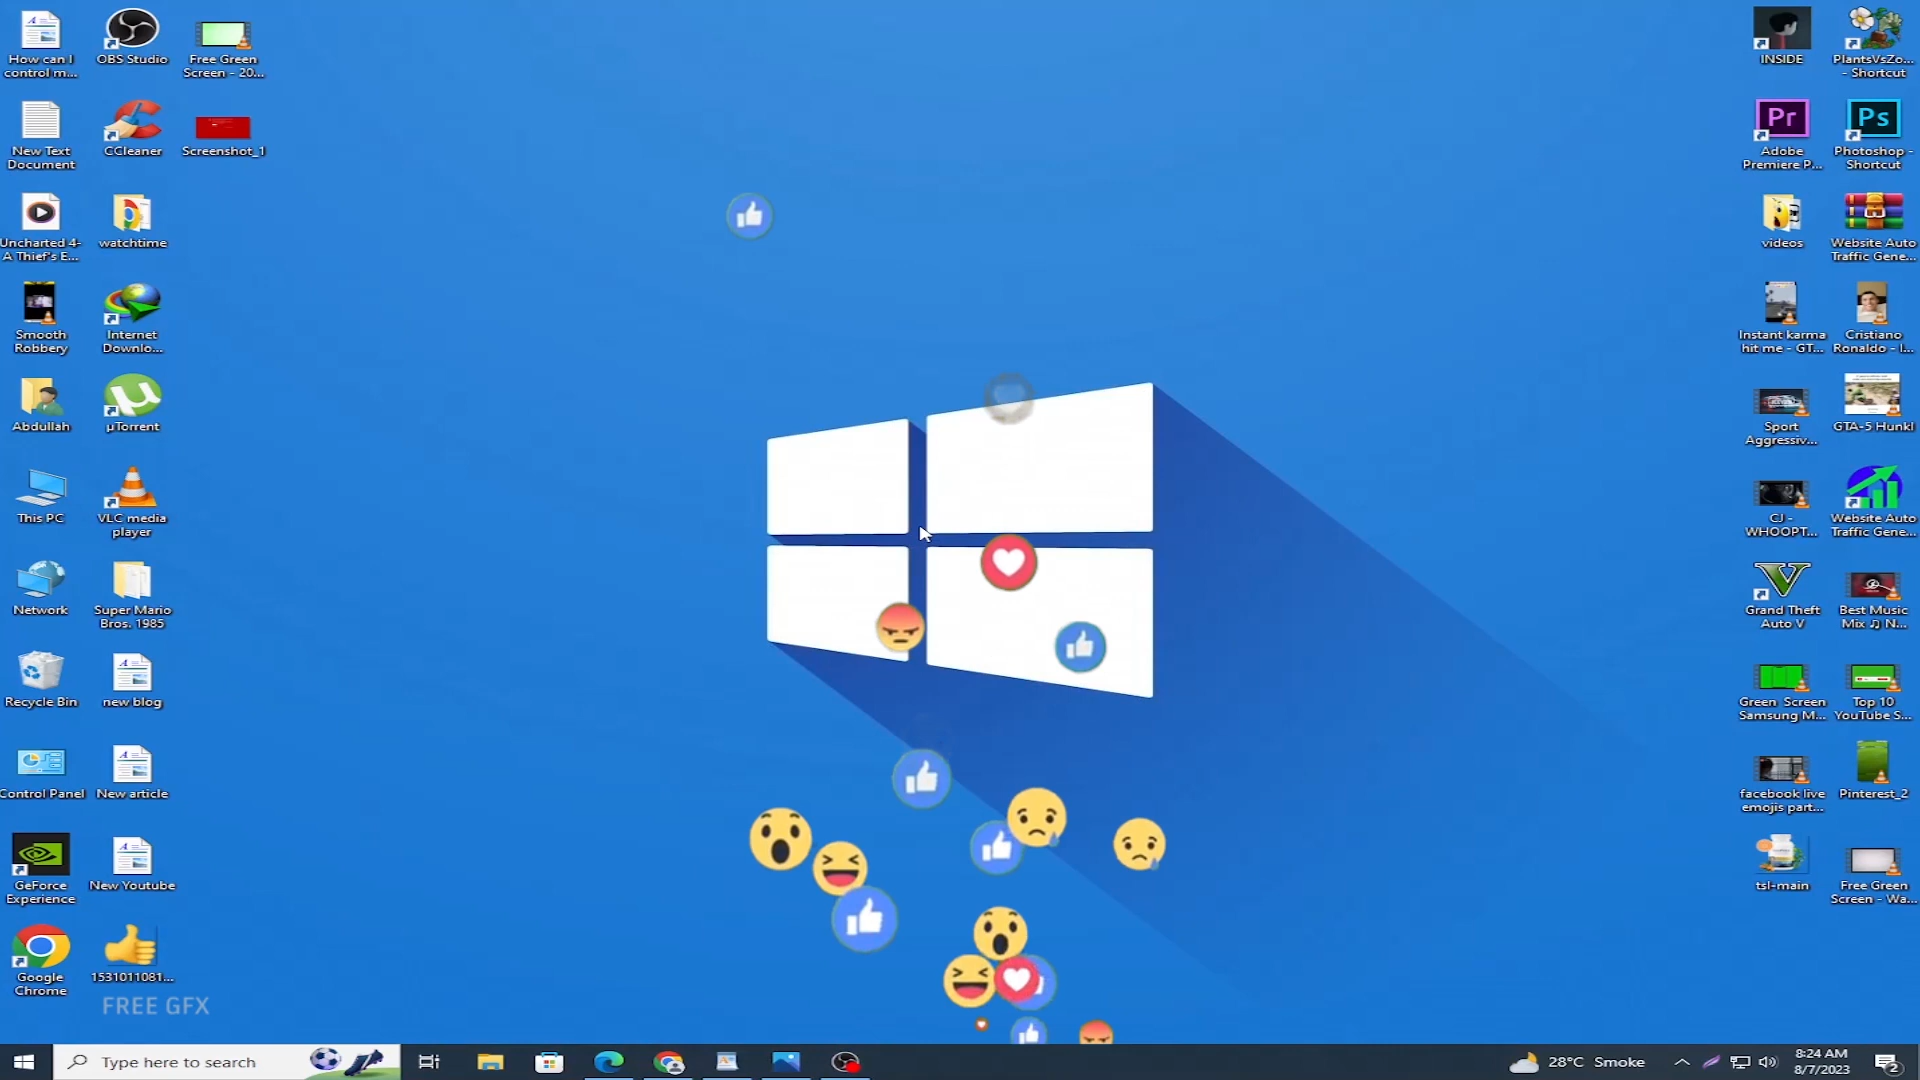 How can I
control m...
OBS Studio
Free Green
Screen - 20...
New Text
Document
CCleaner
Screenshot_1
Uncharted 4-
A Thief's E...
watchtime
Smooth
Robbery
Internet
Downlo...
Abdullah
µTorrent
This PC
VLC media
player
Network
Super Mario
Bros. 1985
Recycle Bin
new blog
Control Panel
New article
GeForce
Experience
New Youtube
Google
Chrome
1531011081...
FREE GFX
INSIDE
PlantsVsZo...
- Shortcut
Pr
Adobe
Premiere P...
Ps
Photoshop -
Shortcut
videos
Website Auto
Traffic Gene...
Instant karma
hit me - GT...
Cristiano
Ronaldo - I...
Sport
Aggressiv...
GTA-5 Hunkl
CJ -
WHOOPT...
Website Auto
Traffic Gene...
Grand Theft
Auto V
Best Music
Mix ♫ N...
Green Screen
Samsung M...
Top 10
YouTube S...
facebook live
emojis part...
Pinterest_2
tsl-main
Free Green
Screen - Wa...
Type here to search
28°C Smoke
8:24 AM
8/7/2023
2